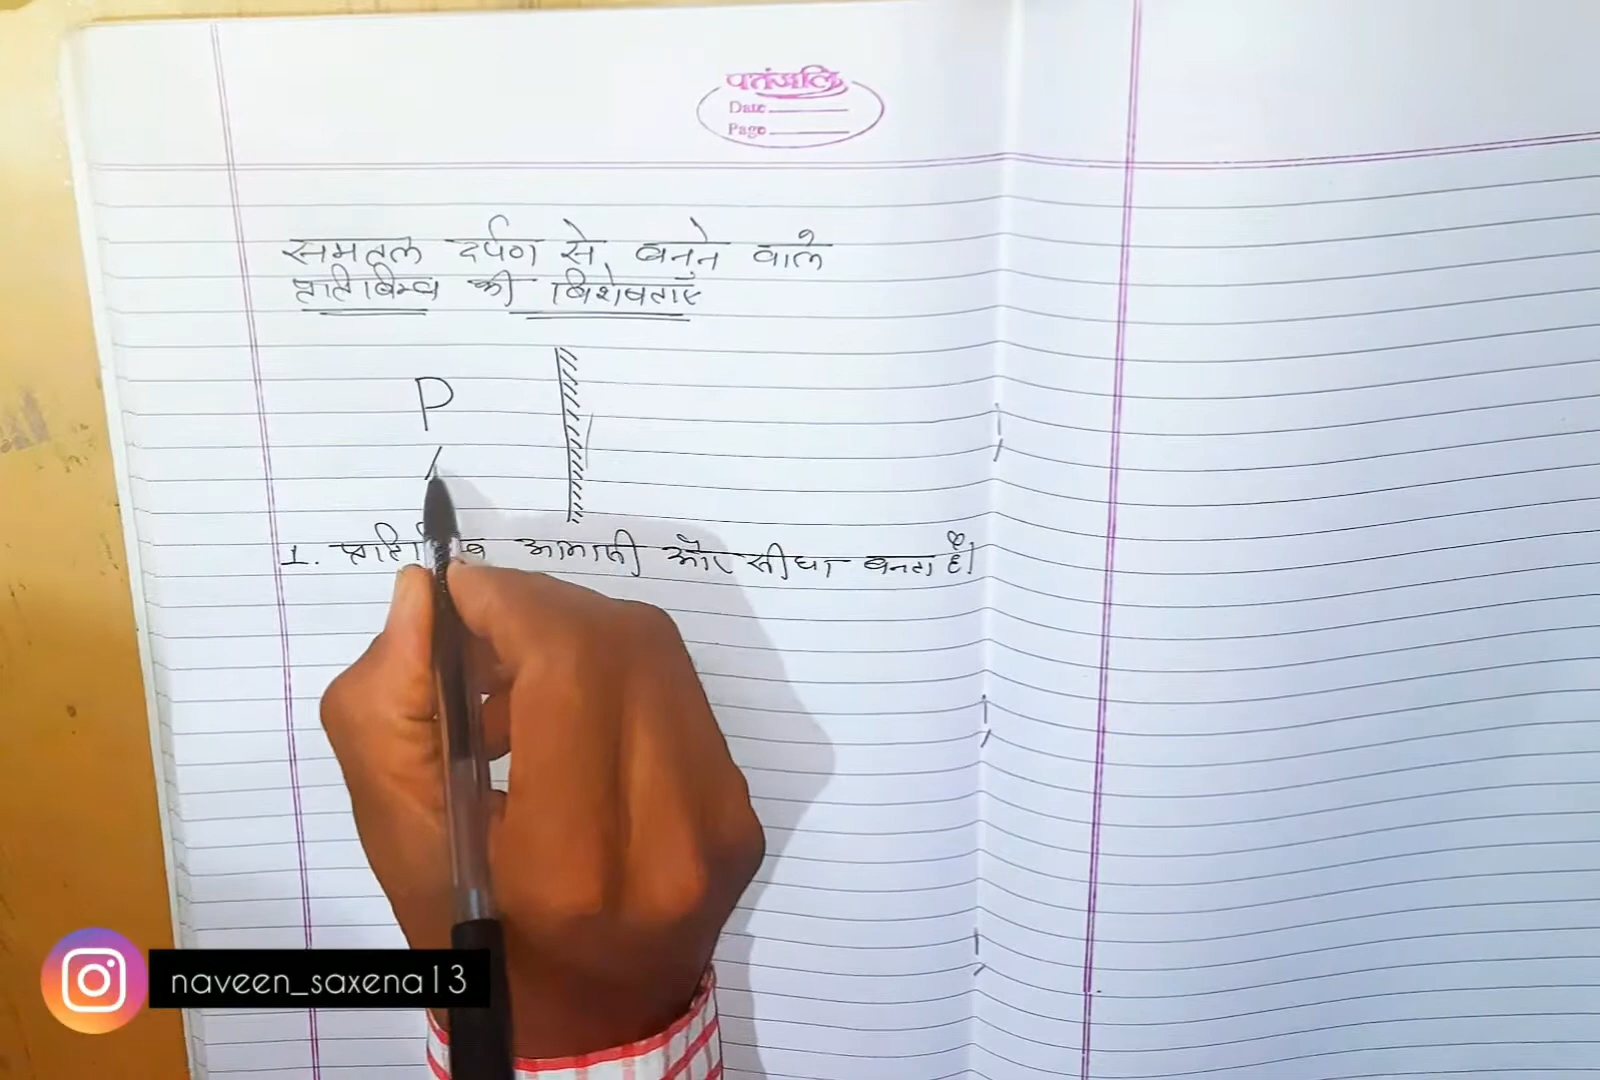 पतंजलि
Date
Page
समतल दर्पण से बनने वाले
प्रतिबिम्ब की विशेषताएँ
P
1. आभासी और सीधा बनता है।
naveen_saxena13